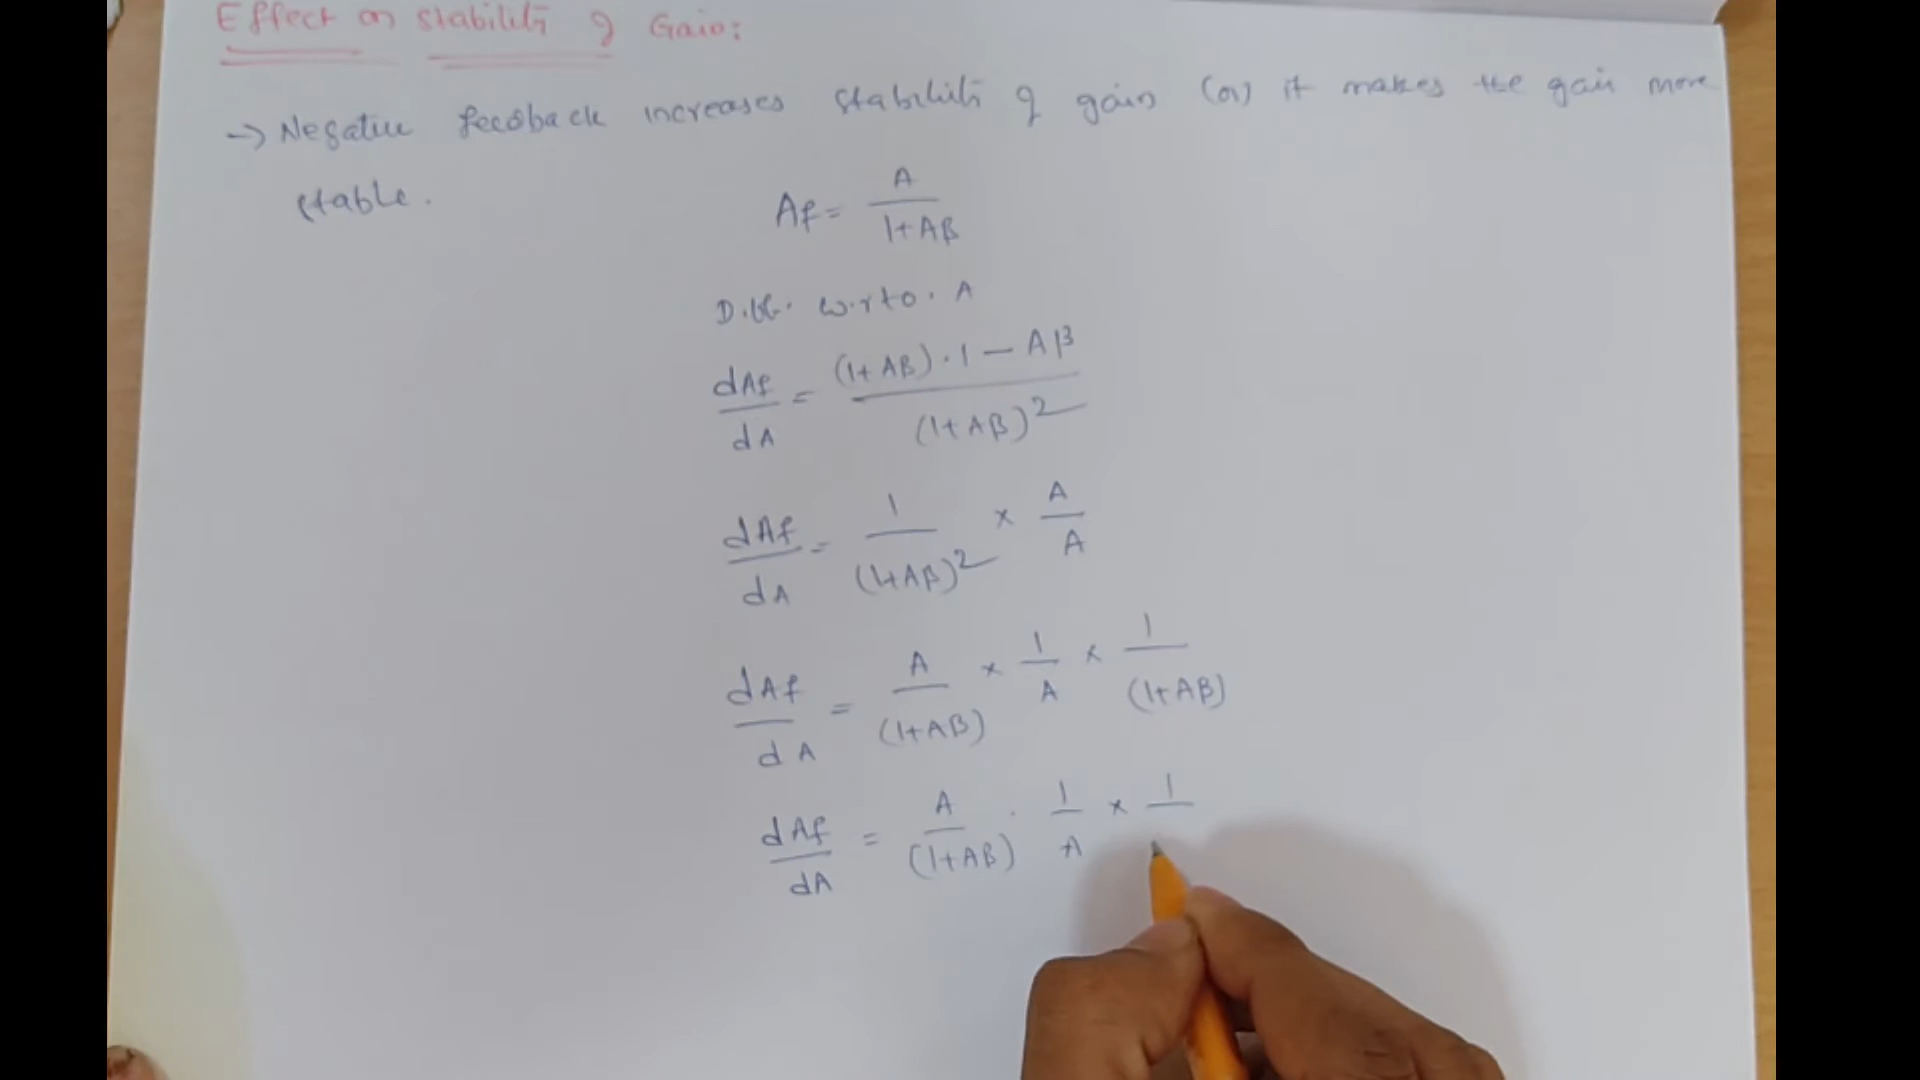 Effect on stability of Gain:
→ Negative feedback increases stability of gain (or) it makes the gain more
stable.
Af = A / 1+Aβ
Diff. w.r.to. A
dAf / dA = (1+Aβ).1 − Aβ / (1+Aβ)²
dAf / dA = 1 / (1+Aβ)² × A / A
dAf / dA = A / (1+Aβ) × 1 / A × 1 / (1+Aβ)
dAf / dA = A / (1+Aβ) . 1 / A × 1 /